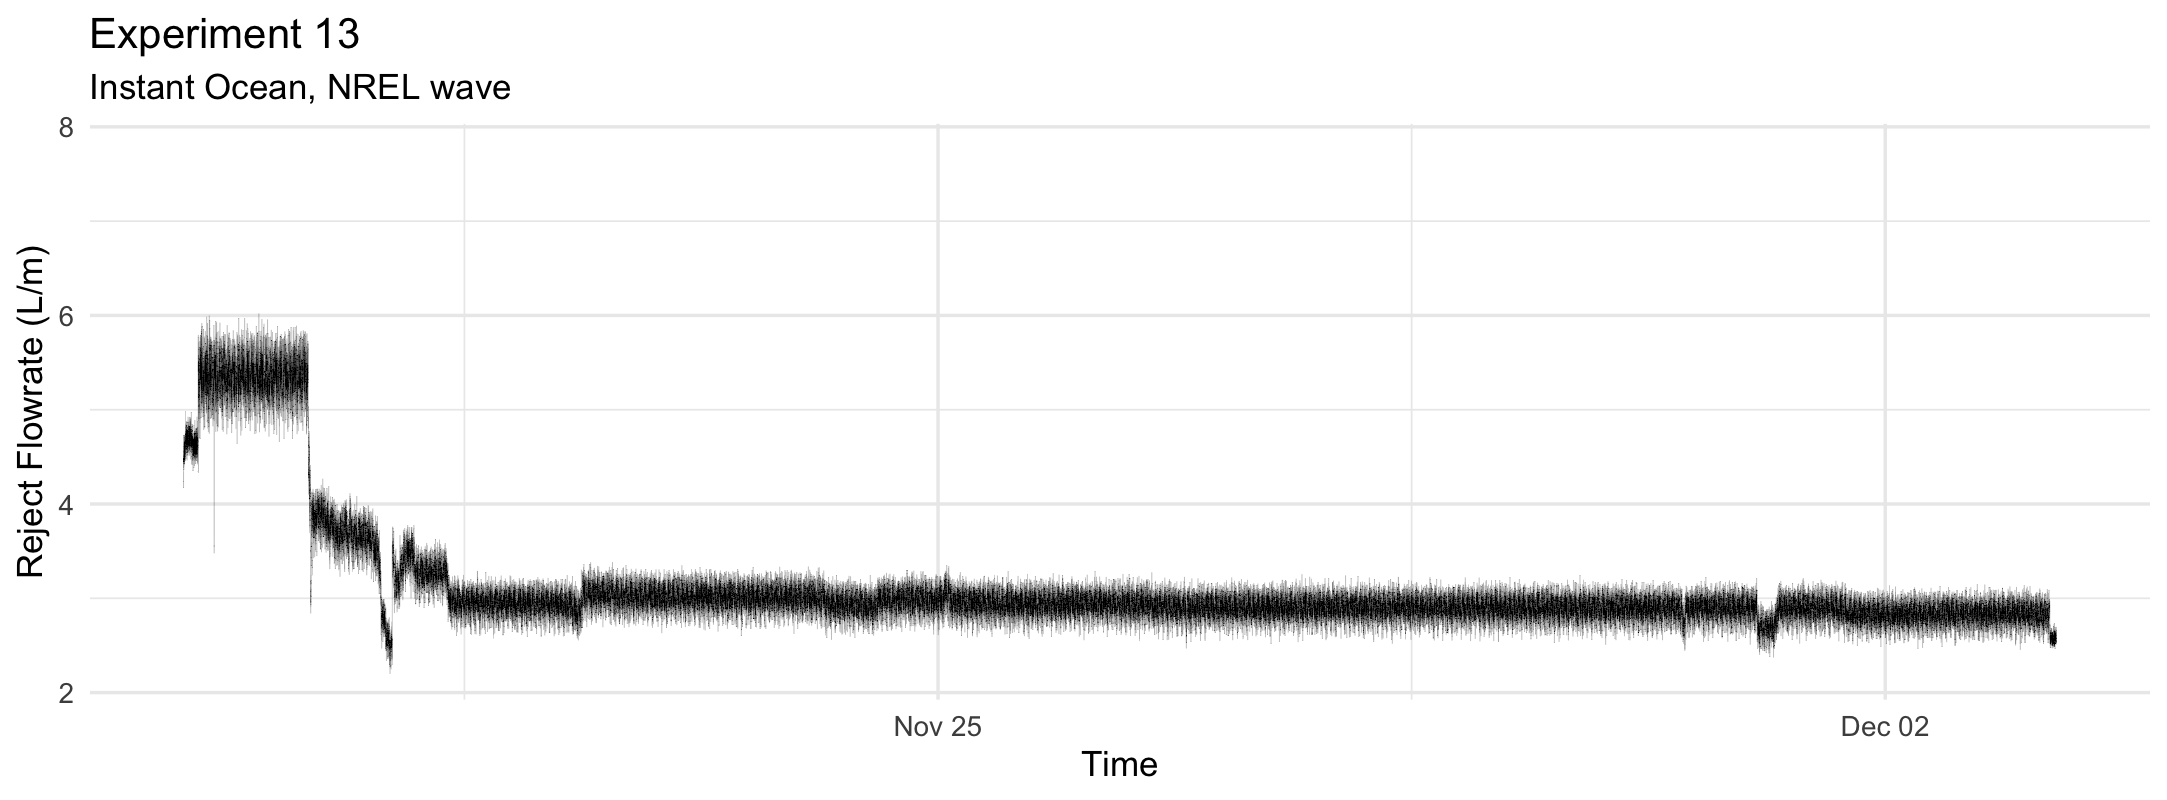 Experiment 13
Instant Ocean, NREL wave
8
6
4
2
Reject Flowrate (L/m)
Nov 25
Dec 02
Time